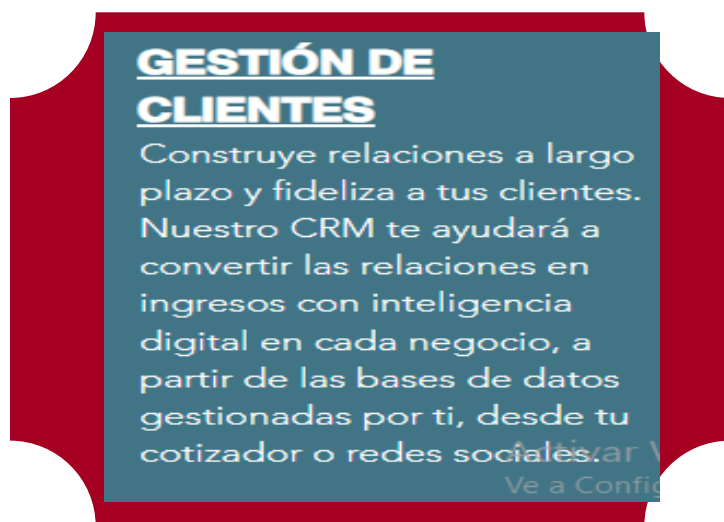 GESTIÓN DE
CLIENTES
Construye relaciones a largo
plazo y fideliza a tus clientes.
Nuestro CRM te ayudará a
convertir las relaciones en
ingresos con inteligencia
digital en cada negocio, a
partir de las bases de datos
gestionadas por ti, desde tu
cotizador o redes sociales.
Activar
Ve a